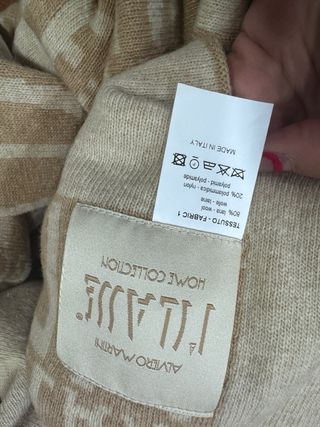 TESSUTO - FABRIC 1
80% lana - wool
wolle - laine
20% poliammidica - nylon
polyamid - polyamide
MADE IN ITALY
ALVIERO MARTINI
1ª CLASSE
HOME COLLECTION